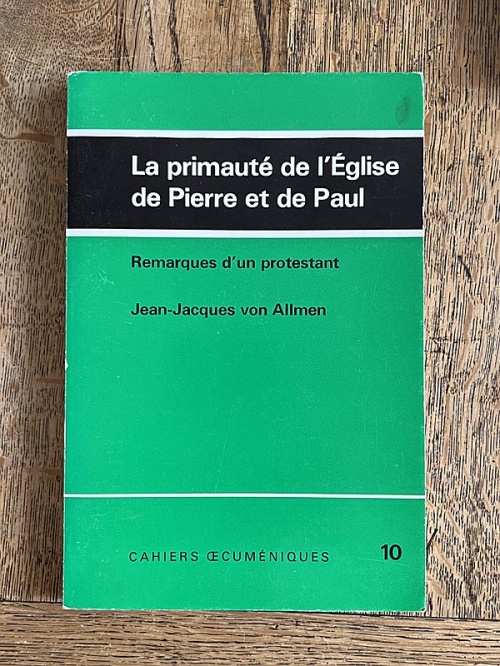 La primauté de l'Église
de Pierre et de Paul
Remarques d'un protestant
Jean-Jacques von Allmen
CAHIERS ŒCUMÉNIQUES 10